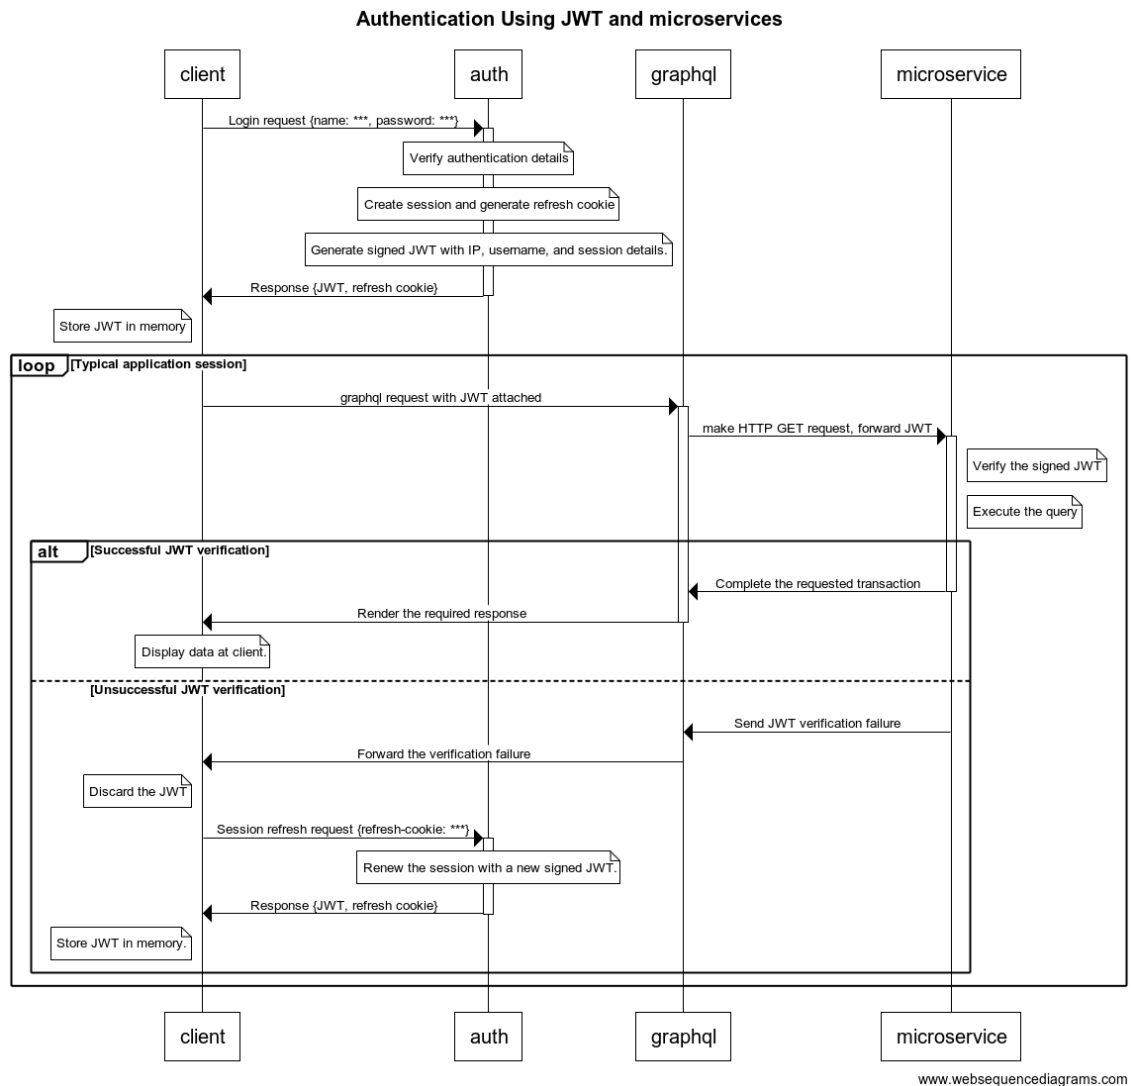 Authentication Using JWT and microservices
client
auth
graphql
microservice
Login request {name: ***, password: ***}
Verify authentication details
Create session and generate refresh cookie
Generate signed JWT with IP, username, and session details.
Response {JWT, refresh cookie}
Store JWT in memory
loop
[Typical application session]
graphql request with JWT attached
make HTTP GET request, forward JWT
Verify the signed JWT
Execute the query
alt
[Successful JWT verification]
Complete the requested transaction
Render the required response
Display data at client.
[Unsuccessful JWT verification]
Send JWT verification failure
Forward the verification failure
Discard the JWT
Session refresh request {refresh-cookie: ***}
Renew the session with a new signed JWT.
Response {JWT, refresh cookie}
Store JWT in memory.
client
auth
graphql
microservice
www.websequencediagrams.com